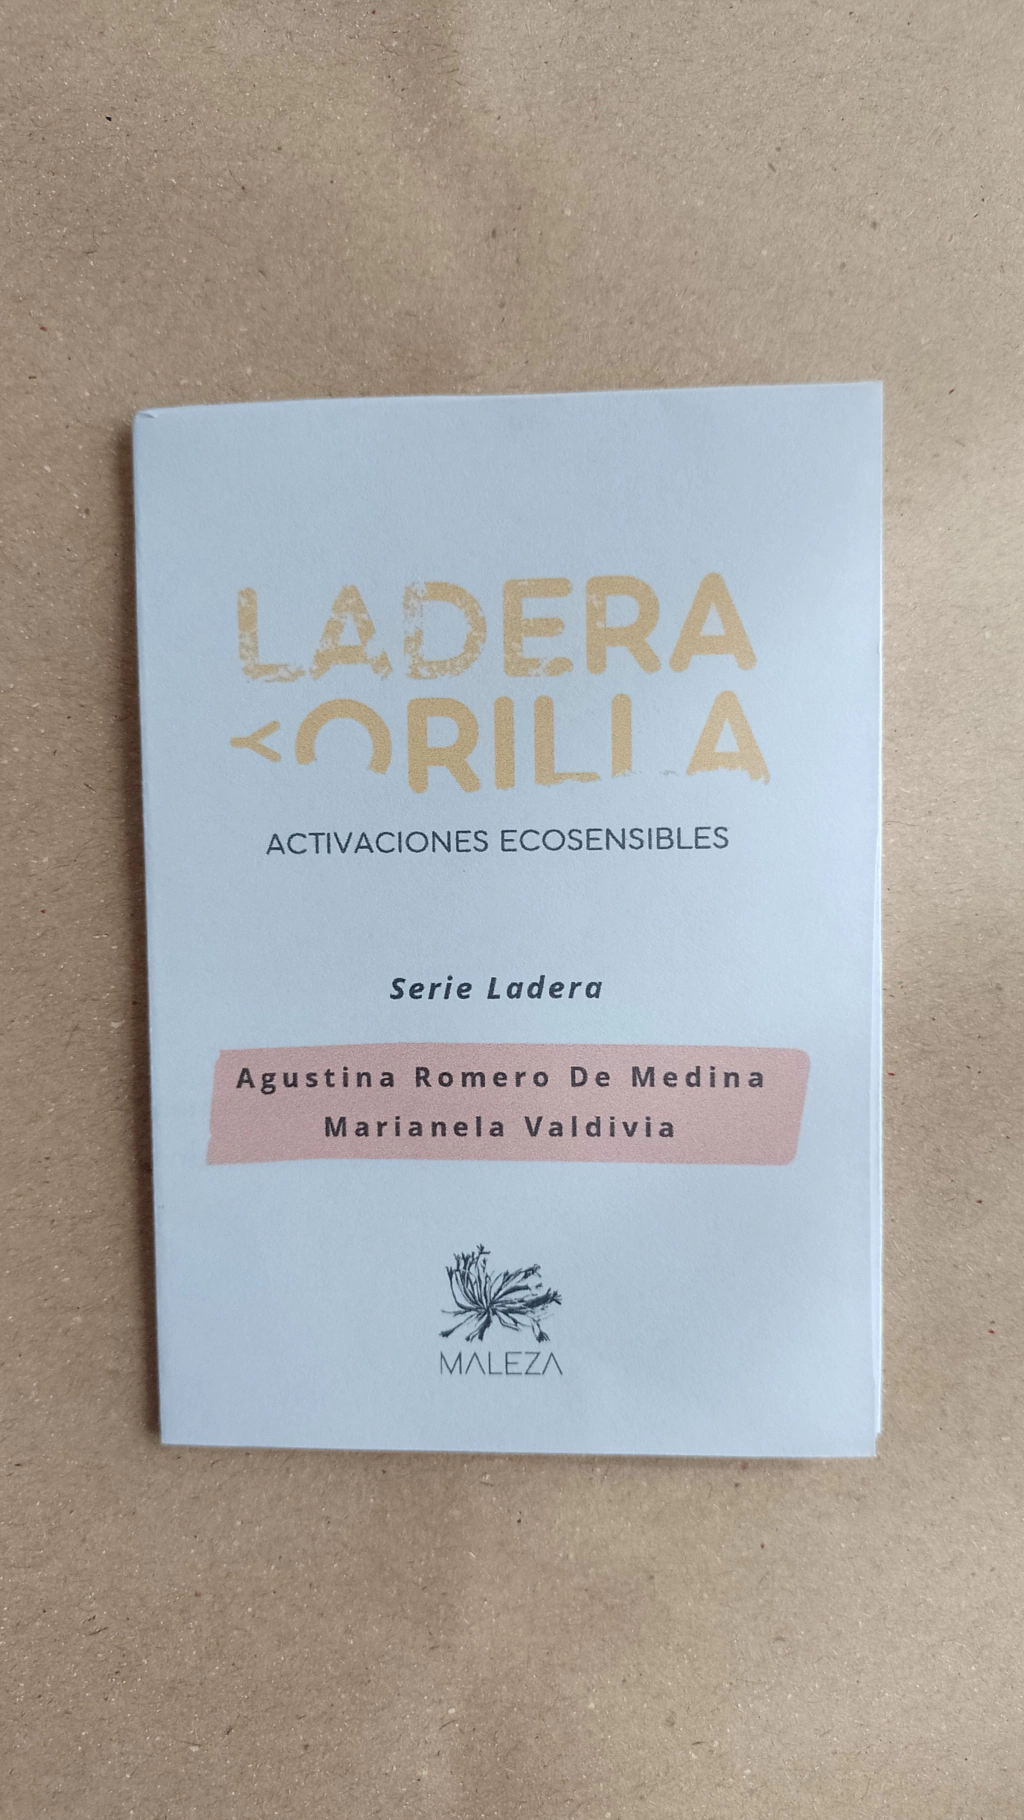 LADERA
Y ORILLA
ACTIVACIONES ECOSENSIBLES
Serie Ladera
Agustina Romero De Medina
Marianela Valdivia
MALEZA